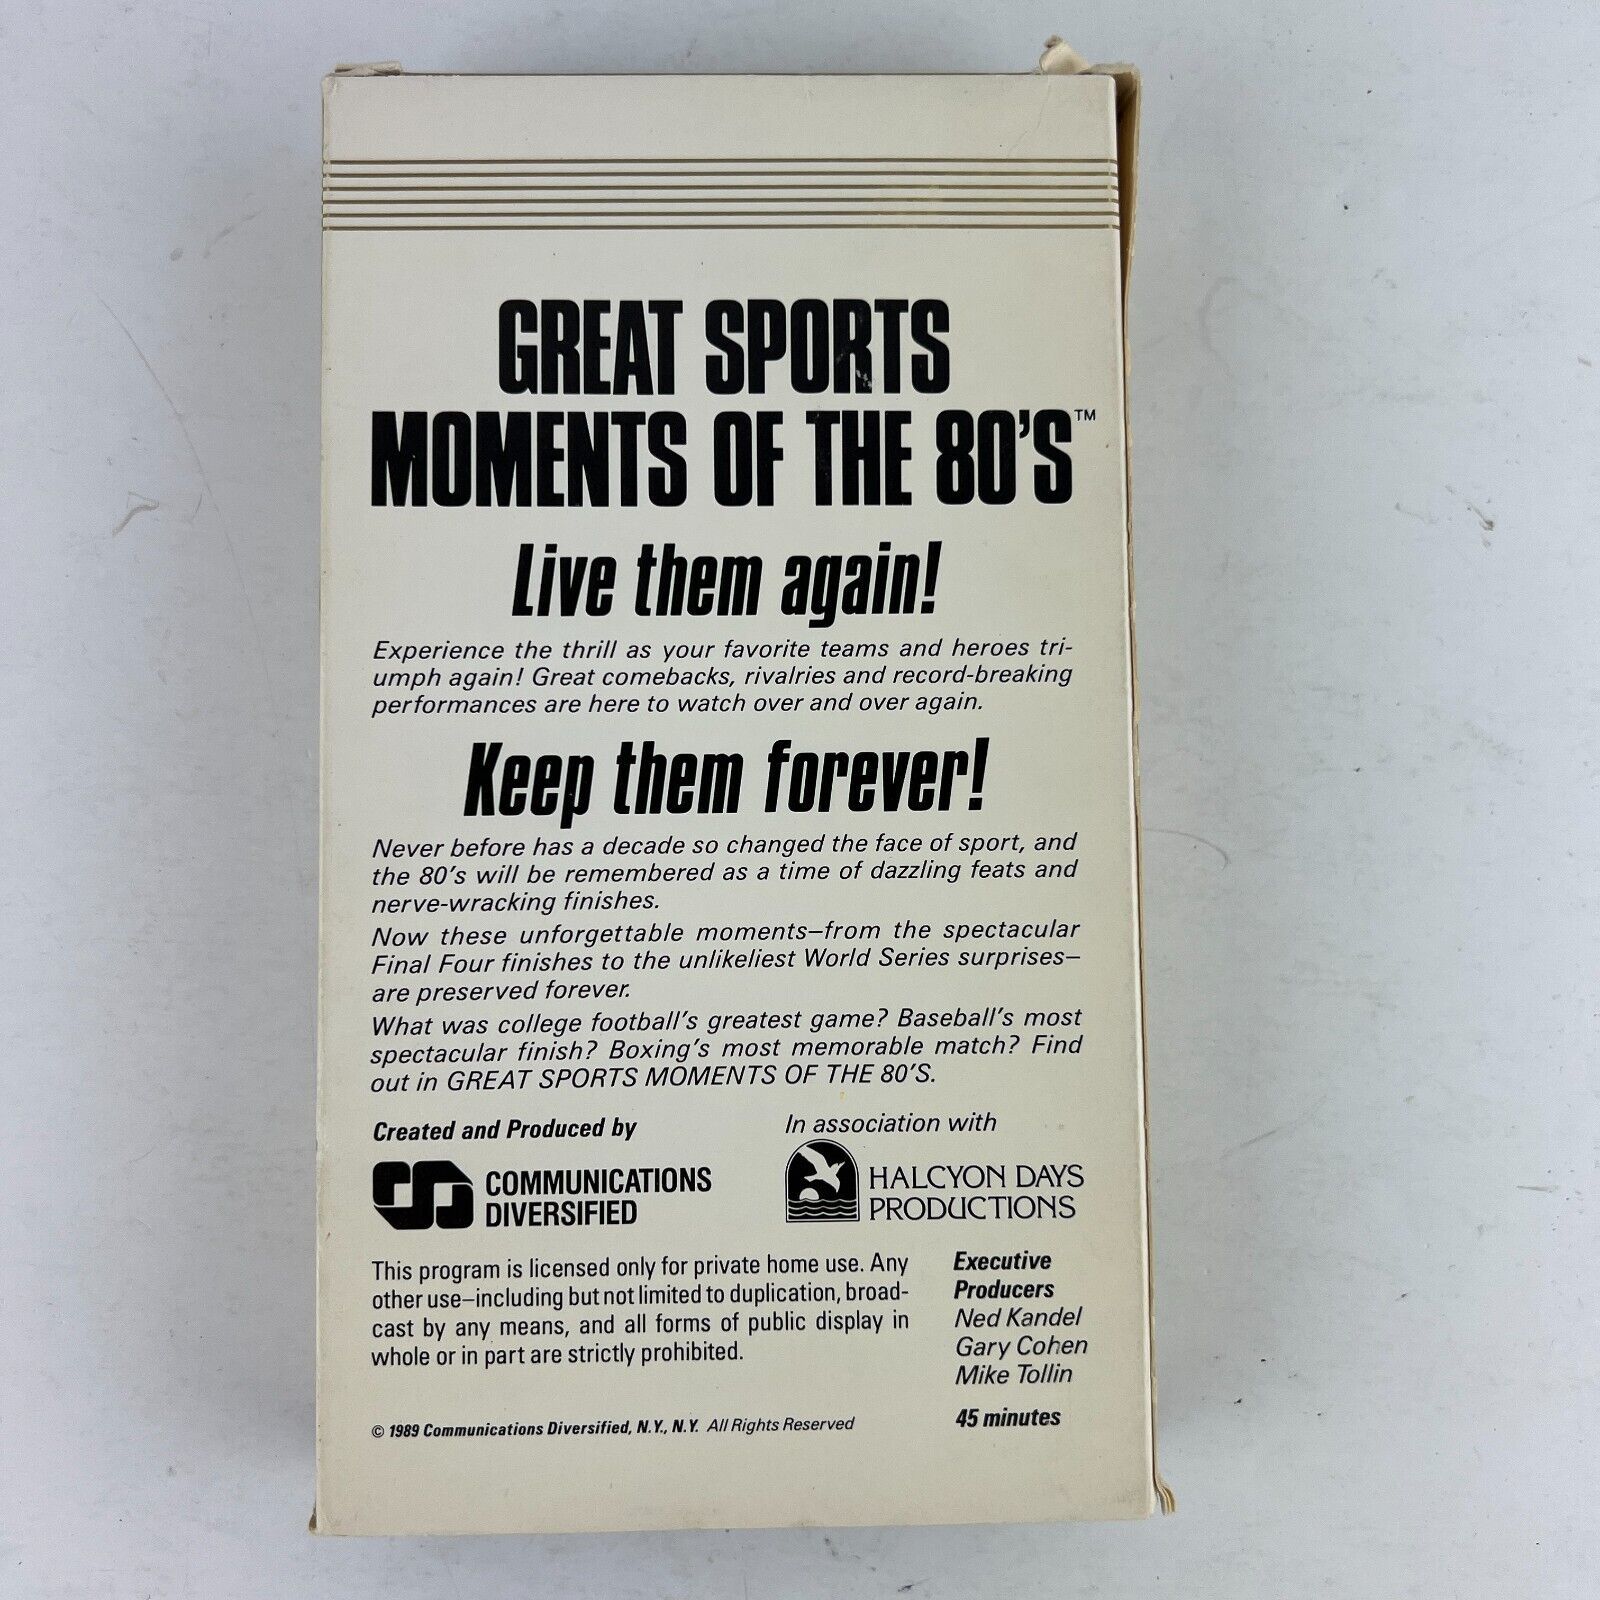 GREAT SPORTS
MOMENTS OF THE 80'S™
Live them again!
Experience the thrill as your favorite teams and heroes tri-
umph again! Great comebacks, rivalries and record-breaking
performances are here to watch over and over again.
Keep them forever!
Never before has a decade so changed the face of sport, and
the 80's will be remembered as a time of dazzling feats and
nerve-wracking finishes.
Now these unforgettable moments–from the spectacular
Final Four finishes to the unlikeliest World Series surprises–
are preserved forever.
What was college football's greatest game? Baseball's most
spectacular finish? Boxing's most memorable match? Find
out in GREAT SPORTS MOMENTS OF THE 80'S.
Created and Produced by
COMMUNICATIONS
DIVERSIFIED
In association with
HALCYON DAYS
PRODUCTIONS
This program is licensed only for private home use. Any
other use–including but not limited to duplication, broad-
cast by any means, and all forms of public display in
whole or in part are strictly prohibited.
Executive
Producers
Ned Kandel
Gary Cohen
Mike Tollin
45 minutes
© 1989 Communications Diversified, N.Y., N.Y. All Rights Reserved